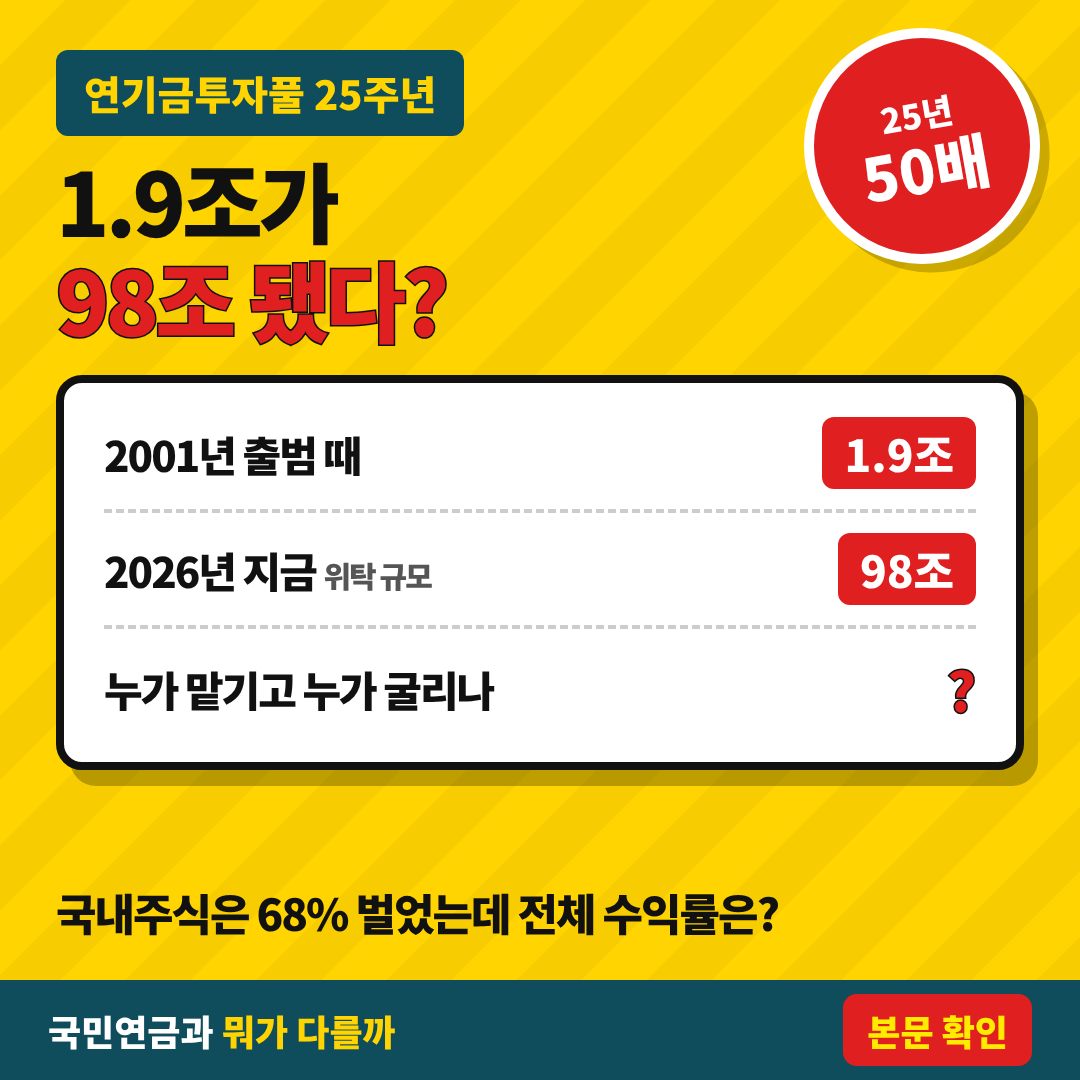 연기금투자풀 25주년
25년
50배
1.9조가
98조 됐다?
2001년 출범 때 1.9조
2026년 지금 위탁 규모 98조
누가 맡기고 누가 굴리나 ?
국내주식은 68% 벌었는데 전체 수익률은?
국민연금과 뭐가 다를까 본문 확인